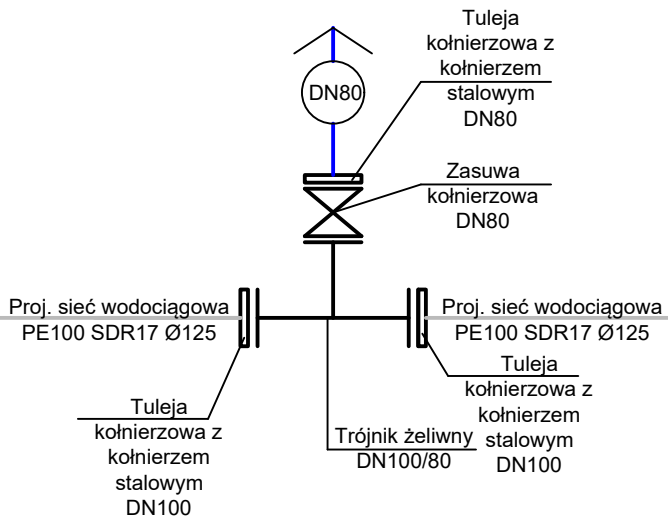 Tuleja
kołnierzowa z
kołnierzem
stalowym
DN80
DN80
Zasuwa
kołnierzowa
DN80
Proj. sieć wodociągowa
PE100 SDR17 Ø125
Proj. sieć wodociągowa
PE100 SDR17 Ø125
Tuleja
kołnierzowa z
kołnierzem
stalowym
DN100
Trójnik żeliwny
DN100/80
Tuleja
kołnierzowa z
kołnierzem
stalowym
DN100